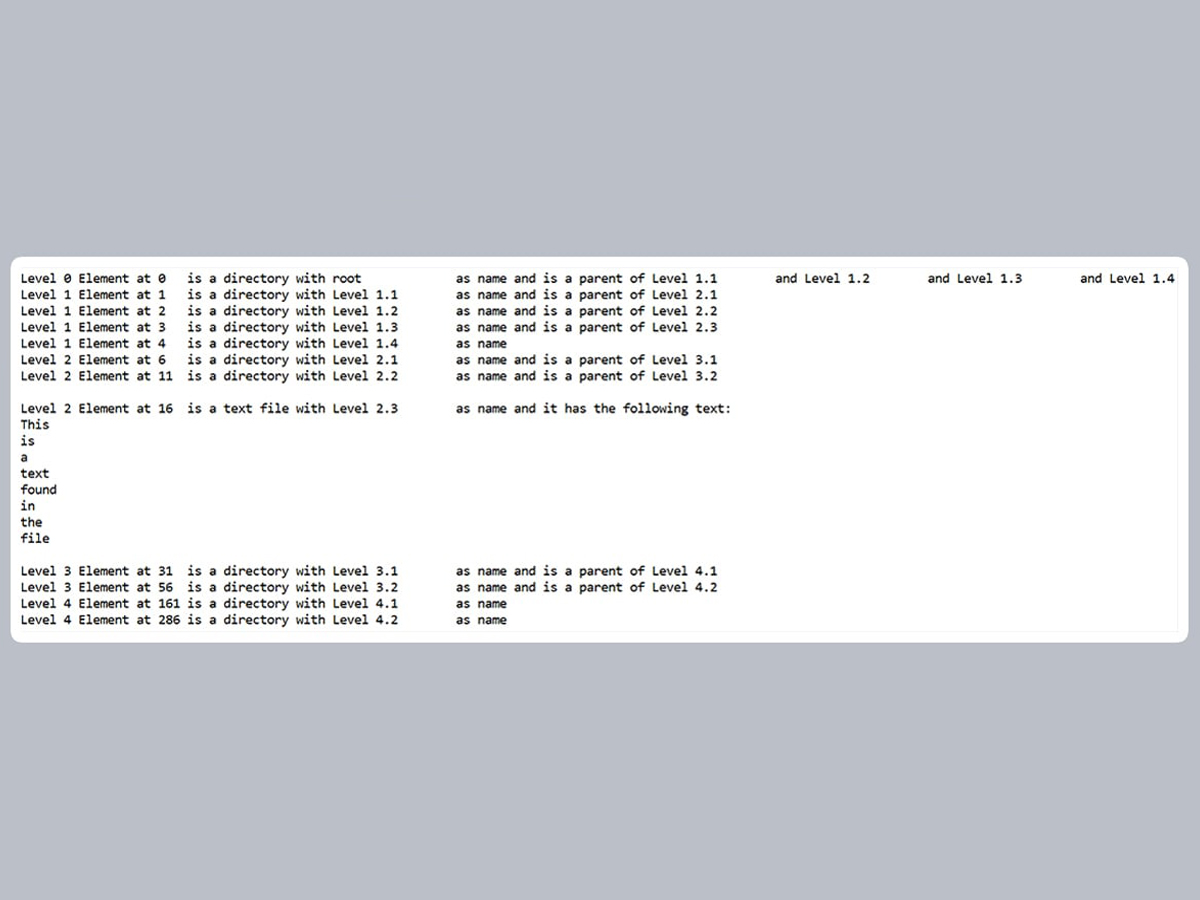 Level 0 Element at 0 is a directory with root as name and is a parent of Level 1.1 and Level 1.2 and Level 1.3 and Level 1.4
Level 1 Element at 1 is a directory with Level 1.1 as name and is a parent of Level 2.1
Level 1 Element at 2 is a directory with Level 1.2 as name and is a parent of Level 2.2
Level 1 Element at 3 is a directory with Level 1.3 as name and is a parent of Level 2.3
Level 1 Element at 4 is a directory with Level 1.4 as name
Level 2 Element at 6 is a directory with Level 2.1 as name and is a parent of Level 3.1
Level 2 Element at 11 is a directory with Level 2.2 as name and is a parent of Level 3.2
Level 2 Element at 16 is a text file with Level 2.3 as name and it has the following text:
This
is
a
text
found
in
the
file
Level 3 Element at 31 is a directory with Level 3.1 as name and is a parent of Level 4.1
Level 3 Element at 56 is a directory with Level 3.2 as name and is a parent of Level 4.2
Level 4 Element at 161 is a directory with Level 4.1 as name
Level 4 Element at 286 is a directory with Level 4.2 as name